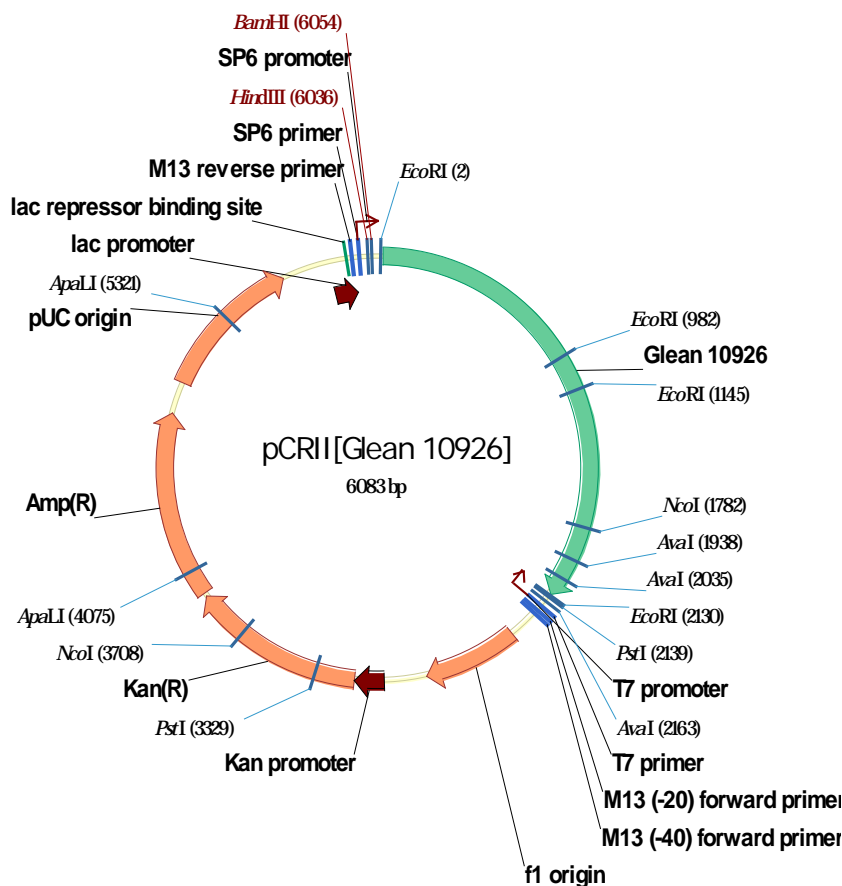 BamHI (6054)
SP6 promoter
HindIII (6036)
SP6 primer
M13 reverse primer
EcoRI (2)
lac repressor binding site
lac promoter
ApaLI (5321)
pUC origin
EcoRI (982)
Glean 10926
EcoRI (1145)
pCRII[Glean 10926]
6083 bp
Amp(R)
NcoI (1782)
AvaI (1938)
AvaI (2035)
ApaLI (4075)
EcoRI (2130)
NcoI (3708)
PstI (2139)
Kan(R)
T7 promoter
PstI (3329)
AvaI (2163)
Kan promoter
T7 primer
M13 (-20) forward primer
M13 (-40) forward primer
f1 origin